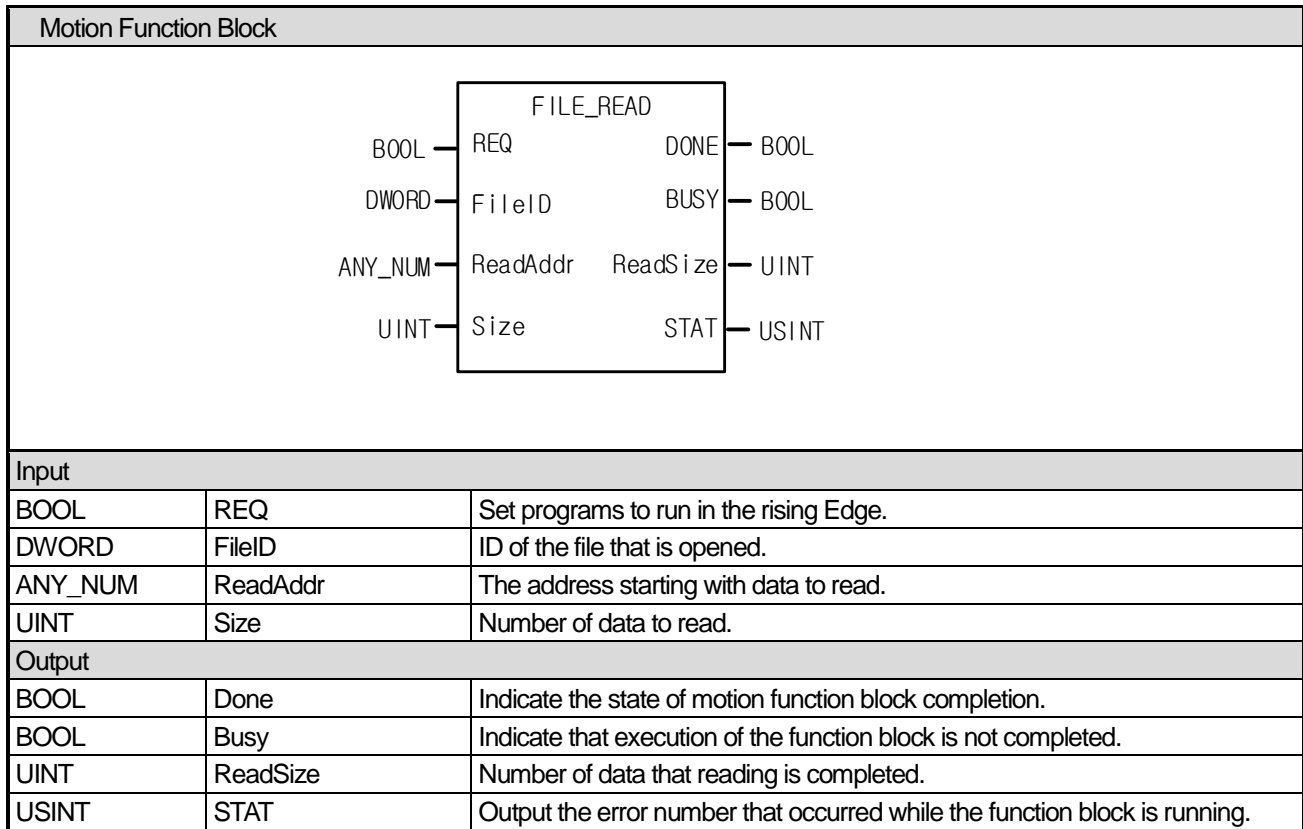 Motion Function Block
FILE_READ
BOOL REQ DONE BOOL
DWORD FileID BUSY BOOL
ANY_NUM ReadAddr ReadSize UINT
UINT Size STAT USINT
Input
BOOL REQ Set programs to run in the rising Edge.
DWORD FileID ID of the file that is opened.
ANY_NUM ReadAddr The address starting with data to read.
UINT Size Number of data to read.
Output
BOOL Done Indicate the state of motion function block completion.
BOOL Busy Indicate that execution of the function block is not completed.
UINT ReadSize Number of data that reading is completed.
USINT STAT Output the error number that occurred while the function block is running.